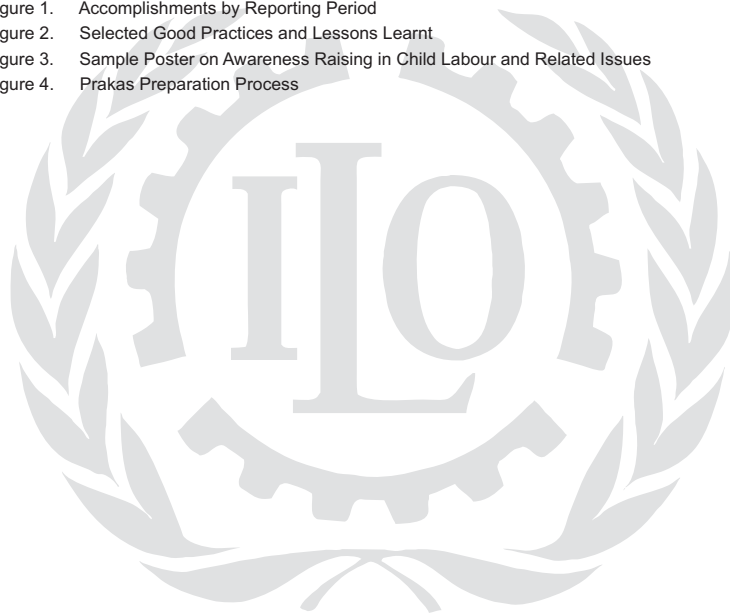 gure 1. Accomplishments by Reporting Period
gure 2. Selected Good Practices and Lessons Learnt
gure 3. Sample Poster on Awareness Raising in Child Labour and Related Issues
gure 4. Prakas Preparation Process
ILO